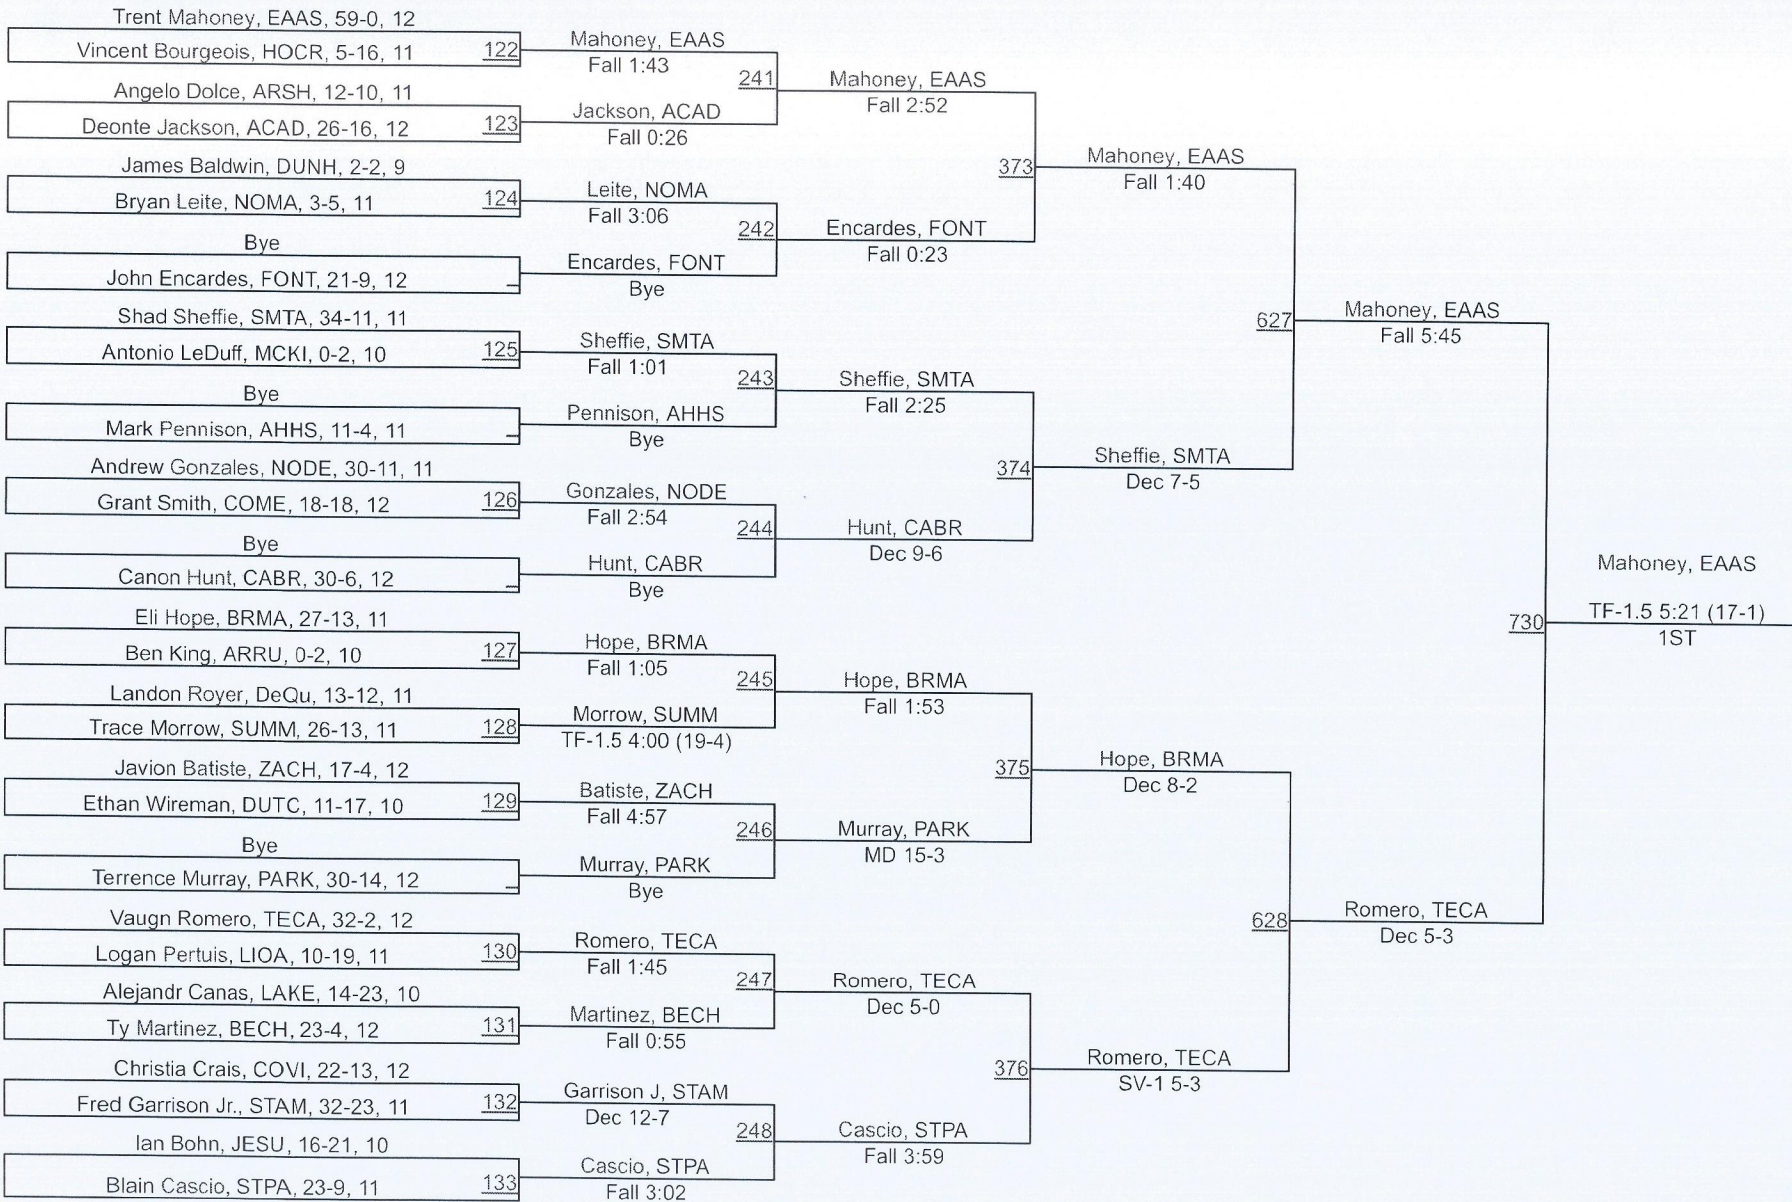 Trent Mahoney, EAAS, 59-0, 12
Vincent Bourgeois, HOCR, 5-16, 11
122
Mahoney, EAAS
Fall 1:43
241
Mahoney, EAAS
Fall 2:52
Angelo Dolce, ARSH, 12-10, 11
Deonte Jackson, ACAD, 26-16, 12
123
Jackson, ACAD
Fall 0:26
373
Mahoney, EAAS
Fall 1:40
James Baldwin, DUNH, 2-2, 9
Bryan Leite, NOMA, 3-5, 11
124
Leite, NOMA
Fall 3:06
242
Encardes, FONT
Fall 0:23
Bye
John Encardes, FONT, 21-9, 12
Encardes, FONT
Bye
627
Mahoney, EAAS
Fall 5:45
Shad Sheffie, SMTA, 34-11, 11
Antonio LeDuff, MCKI, 0-2, 10
125
Sheffie, SMTA
Fall 1:01
243
Sheffie, SMTA
Fall 2:25
Bye
Mark Pennison, AHHS, 11-4, 11
Pennison, AHHS
Bye
374
Sheffie, SMTA
Dec 7-5
Andrew Gonzales, NODE, 30-11, 11
Grant Smith, COME, 18-18, 12
126
Gonzales, NODE
Fall 2:54
244
Hunt, CABR
Dec 9-6
Bye
Canon Hunt, CABR, 30-6, 12
Hunt, CABR
Bye
730
Mahoney, EAAS
TF-1.5 5:21 (17-1)
1ST
Eli Hope, BRMA, 27-13, 11
Ben King, ARRU, 0-2, 10
127
Hope, BRMA
Fall 1:05
245
Hope, BRMA
Fall 1:53
Landon Royer, DeQu, 13-12, 11
Trace Morrow, SUMM, 26-13, 11
128
Morrow, SUMM
TF-1.5 4:00 (19-4)
375
Hope, BRMA
Dec 8-2
Javion Batiste, ZACH, 17-4, 12
Ethan Wireman, DUTC, 11-17, 10
129
Batiste, ZACH
Fall 4:57
246
Murray, PARK
MD 15-3
Bye
Terrence Murray, PARK, 30-14, 12
Murray, PARK
Bye
628
Romero, TECA
Dec 5-3
Vaugn Romero, TECA, 32-2, 12
Logan Pertuis, LIOA, 10-19, 11
130
Romero, TECA
Fall 1:45
247
Romero, TECA
Dec 5-0
Alejandr Canas, LAKE, 14-23, 10
Ty Martinez, BECH, 23-4, 12
131
Martinez, BECH
Fall 0:55
376
Romero, TECA
SV-1 5-3
Christia Crais, COVI, 22-13, 12
Fred Garrison Jr., STAM, 32-23, 11
132
Garrison J, STAM
Dec 12-7
248
Cascio, STPA
Fall 3:59
Ian Bohn, JESU, 16-21, 10
Blain Cascio, STPA, 23-9, 11
133
Cascio, STPA
Fall 3:02